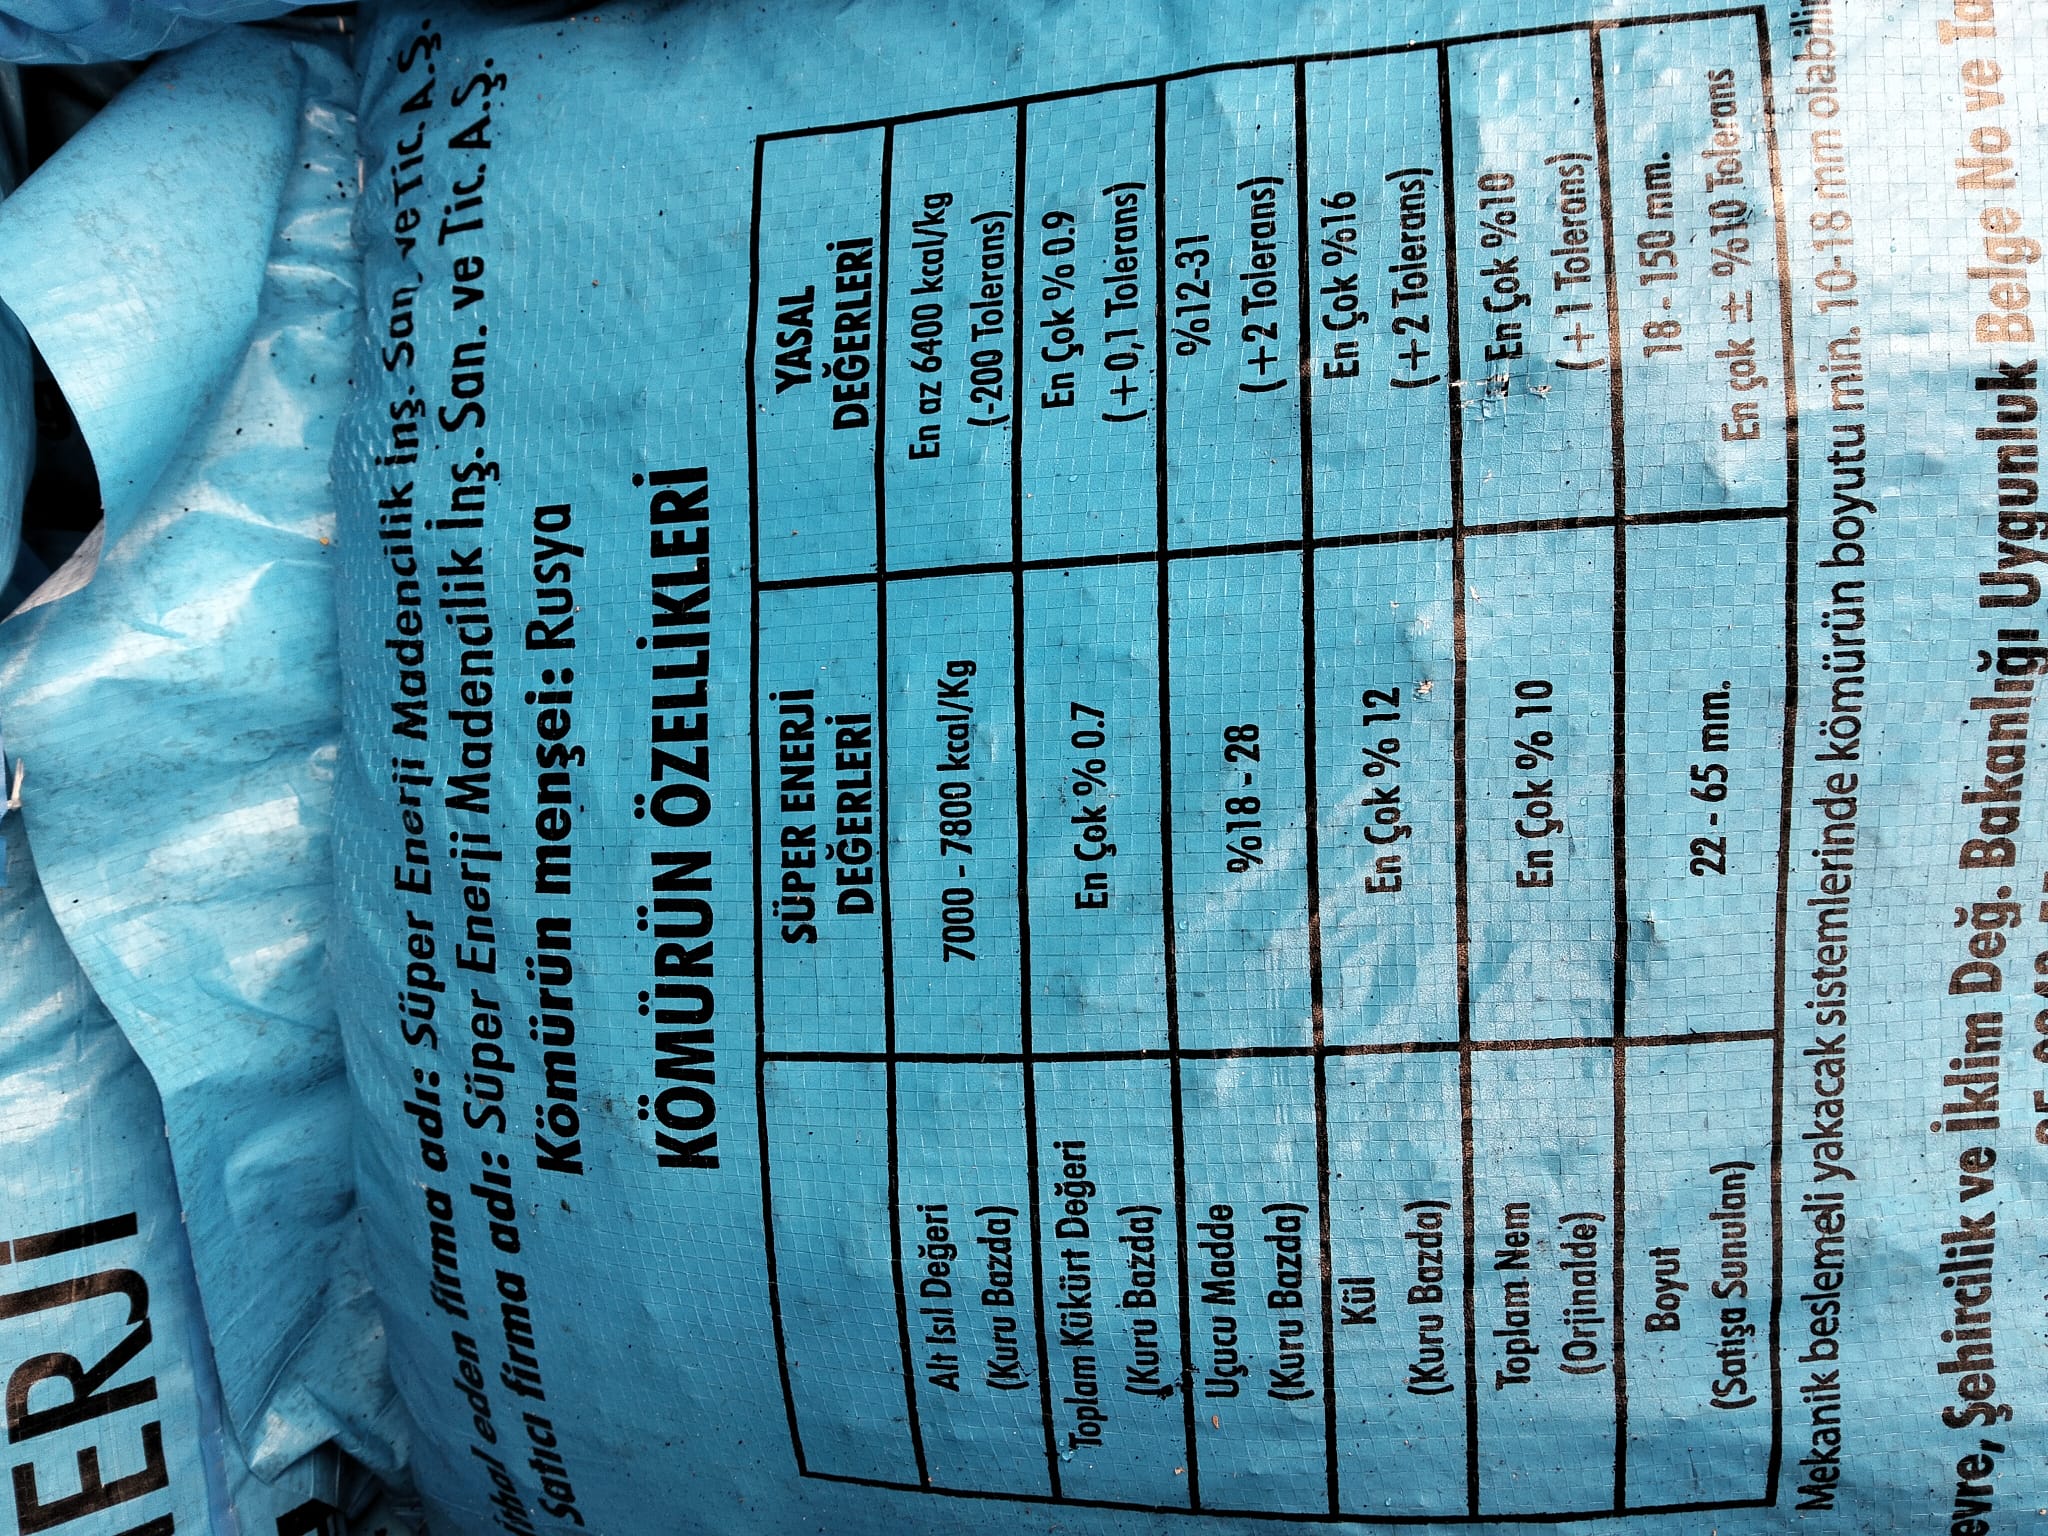 ERJİ
İthal eden firma adı: Süper Enerji Madencilik İnş. San. ve Tic. A.Ş.
Satıcı firma adı: Süper Enerji Madencilik İnş. San. ve Tic. A.Ş.
Kömürün menşei: Rusya
KÖMÜRÜN ÖZELLİKLERİ
SÜPER ENERJİ
DEĞERLERİ
YASAL
DEĞERLERİ
Alt Isıl Değeri
(Kuru Bazda)
7000 - 7800 kcal/Kg
En az 6400 kcal/kg
(-200 Tolerans)
Toplam Kükürt Değeri
(Kuru Bazda)
En Çok % 0.7
En Çok % 0.9
(+0,1 Tolerans)
Uçucu Madde
(Kuru Bazda)
%18 - 28
%12-31
(+2 Tolerans)
Kül
(Kuru Bazda)
En Çok % 12
En Çok %16
(+2 Tolerans)
Toplam Nem
(Orjinalde)
En Çok % 10
En Çok %10
(+1 Tolerans)
Boyut
(Satışa Sunulan)
22 - 65 mm.
18 - 150 mm.
En çok ± %10 Tolerans
Mekanik beslemeli yakacak sistemlerinde kömürün boyutu min. 10-18 mm olabilir
evre, Şehircilik ve İklim Değ. Bakanlığı Uygunluk Belge No ve Ta